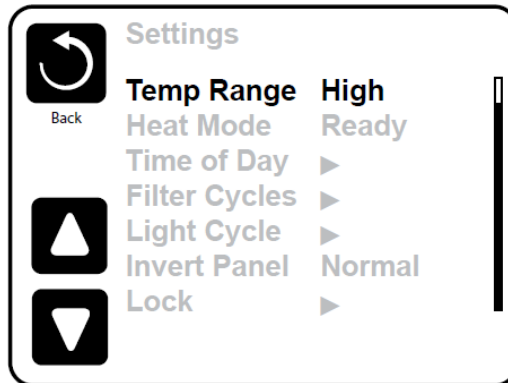 Settings
Back
Temp Range High
Heat Mode Ready
Time of Day
Filter Cycles
Light Cycle
Invert Panel Normal
Lock